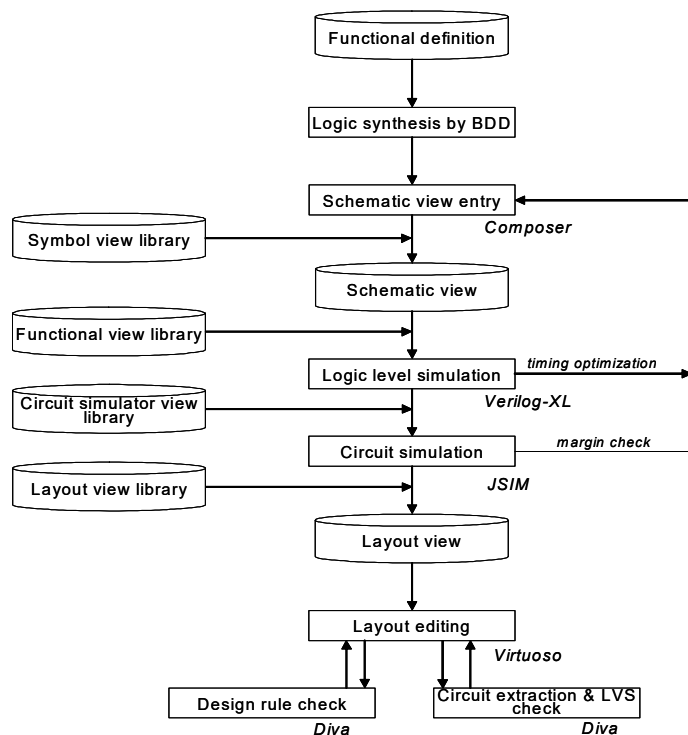 Functional definition
Logic synthesis by BDD
Schematic view entry
Composer
Symbol view library
Schematic view
Functional view library
Logic level simulation
timing optimization
Verilog-XL
Circuit simulator view
library
Circuit simulation
margin check
JSIM
Layout view library
Layout view
Layout editing
Virtuoso
Design rule check
Diva
Circuit extraction & LVS
check
Diva